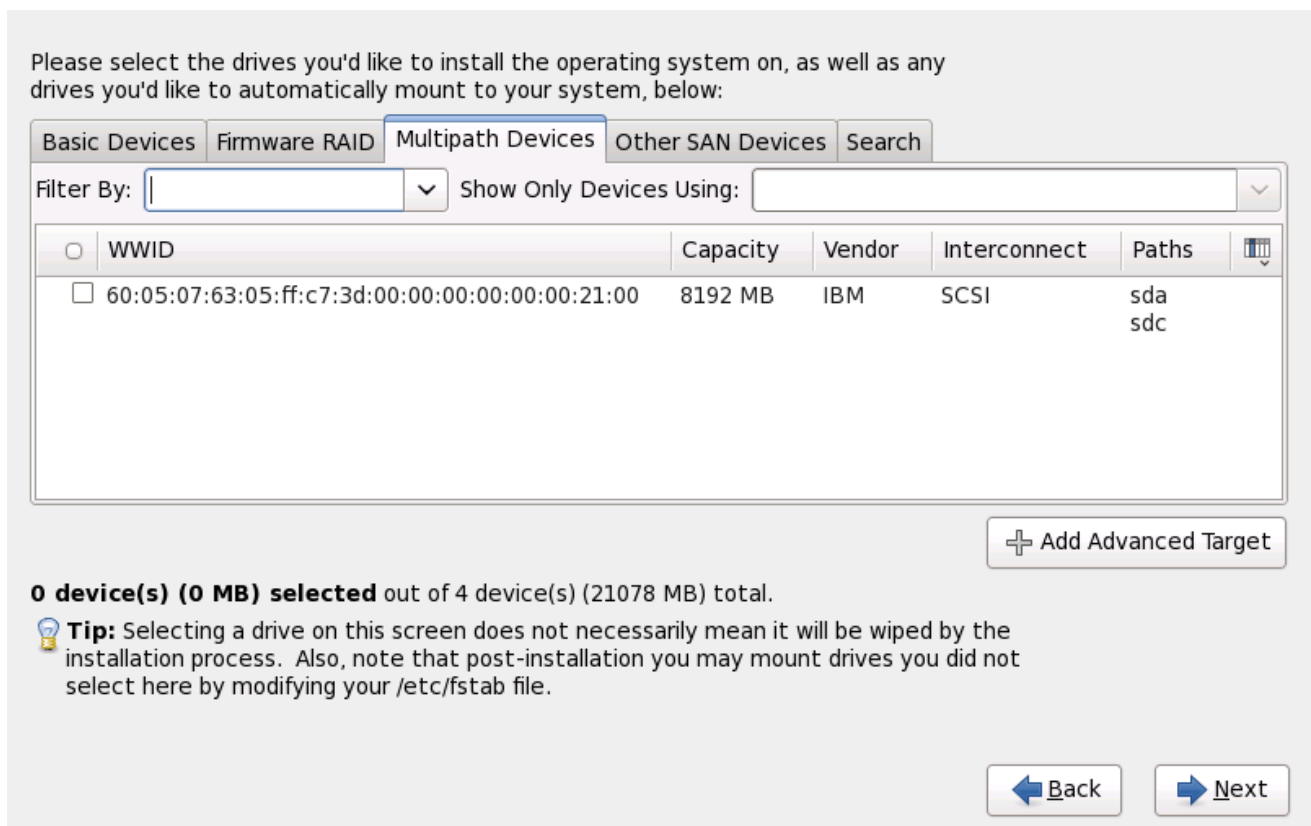 Please select the drives you'd like to install the operating system on, as well as any
drives you'd like to automatically mount to your system, below:
Basic Devices Firmware RAID Multipath Devices Other SAN Devices Search
Filter By: Show Only Devices Using:
WWID Capacity Vendor Interconnect Paths
60:05:07:63:05:ff:c7:3d:00:00:00:00:00:00:21:00 8192 MB IBM SCSI sda
sdc
Add Advanced Target
0 device(s) (0 MB) selected out of 4 device(s) (21078 MB) total.
Tip: Selecting a drive on this screen does not necessarily mean it will be wiped by the
installation process. Also, note that post-installation you may mount drives you did not
select here by modifying your /etc/fstab file.
Back Next